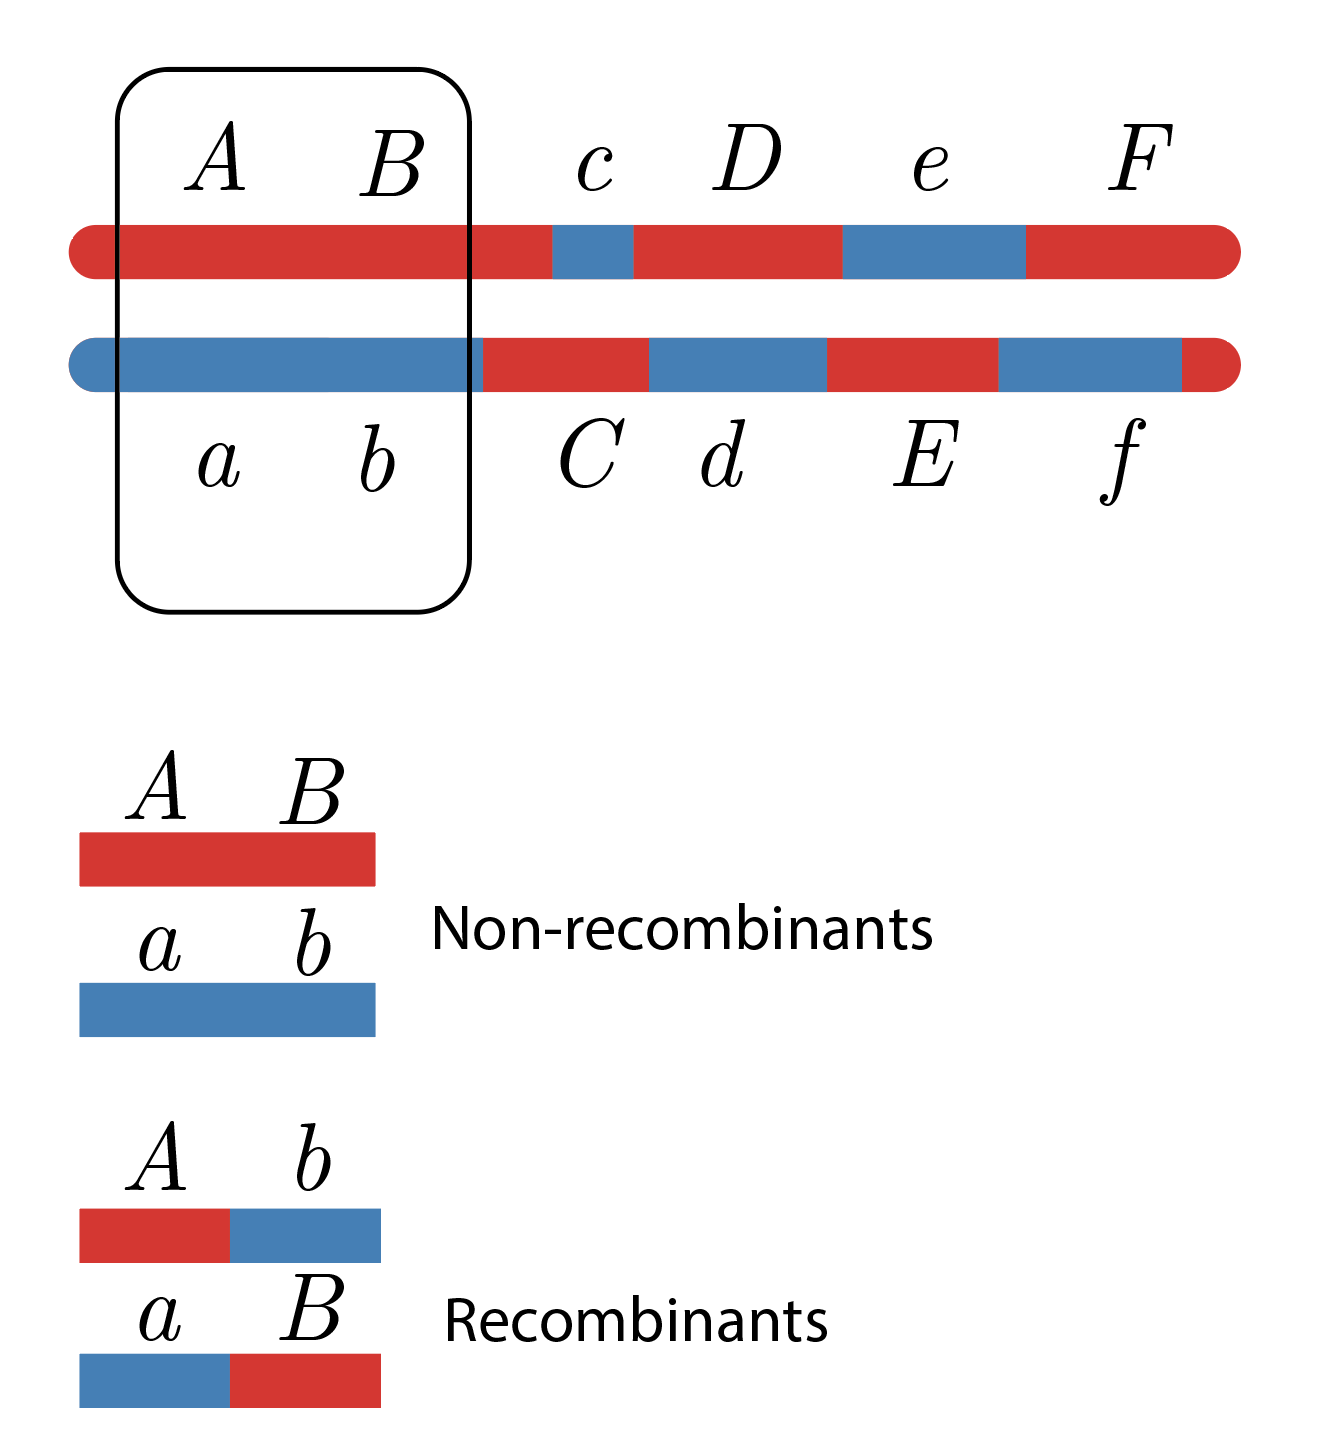 A B c D e F
a b C d E f
A B
a b
Non-recombinants
A b
a B
Recombinants